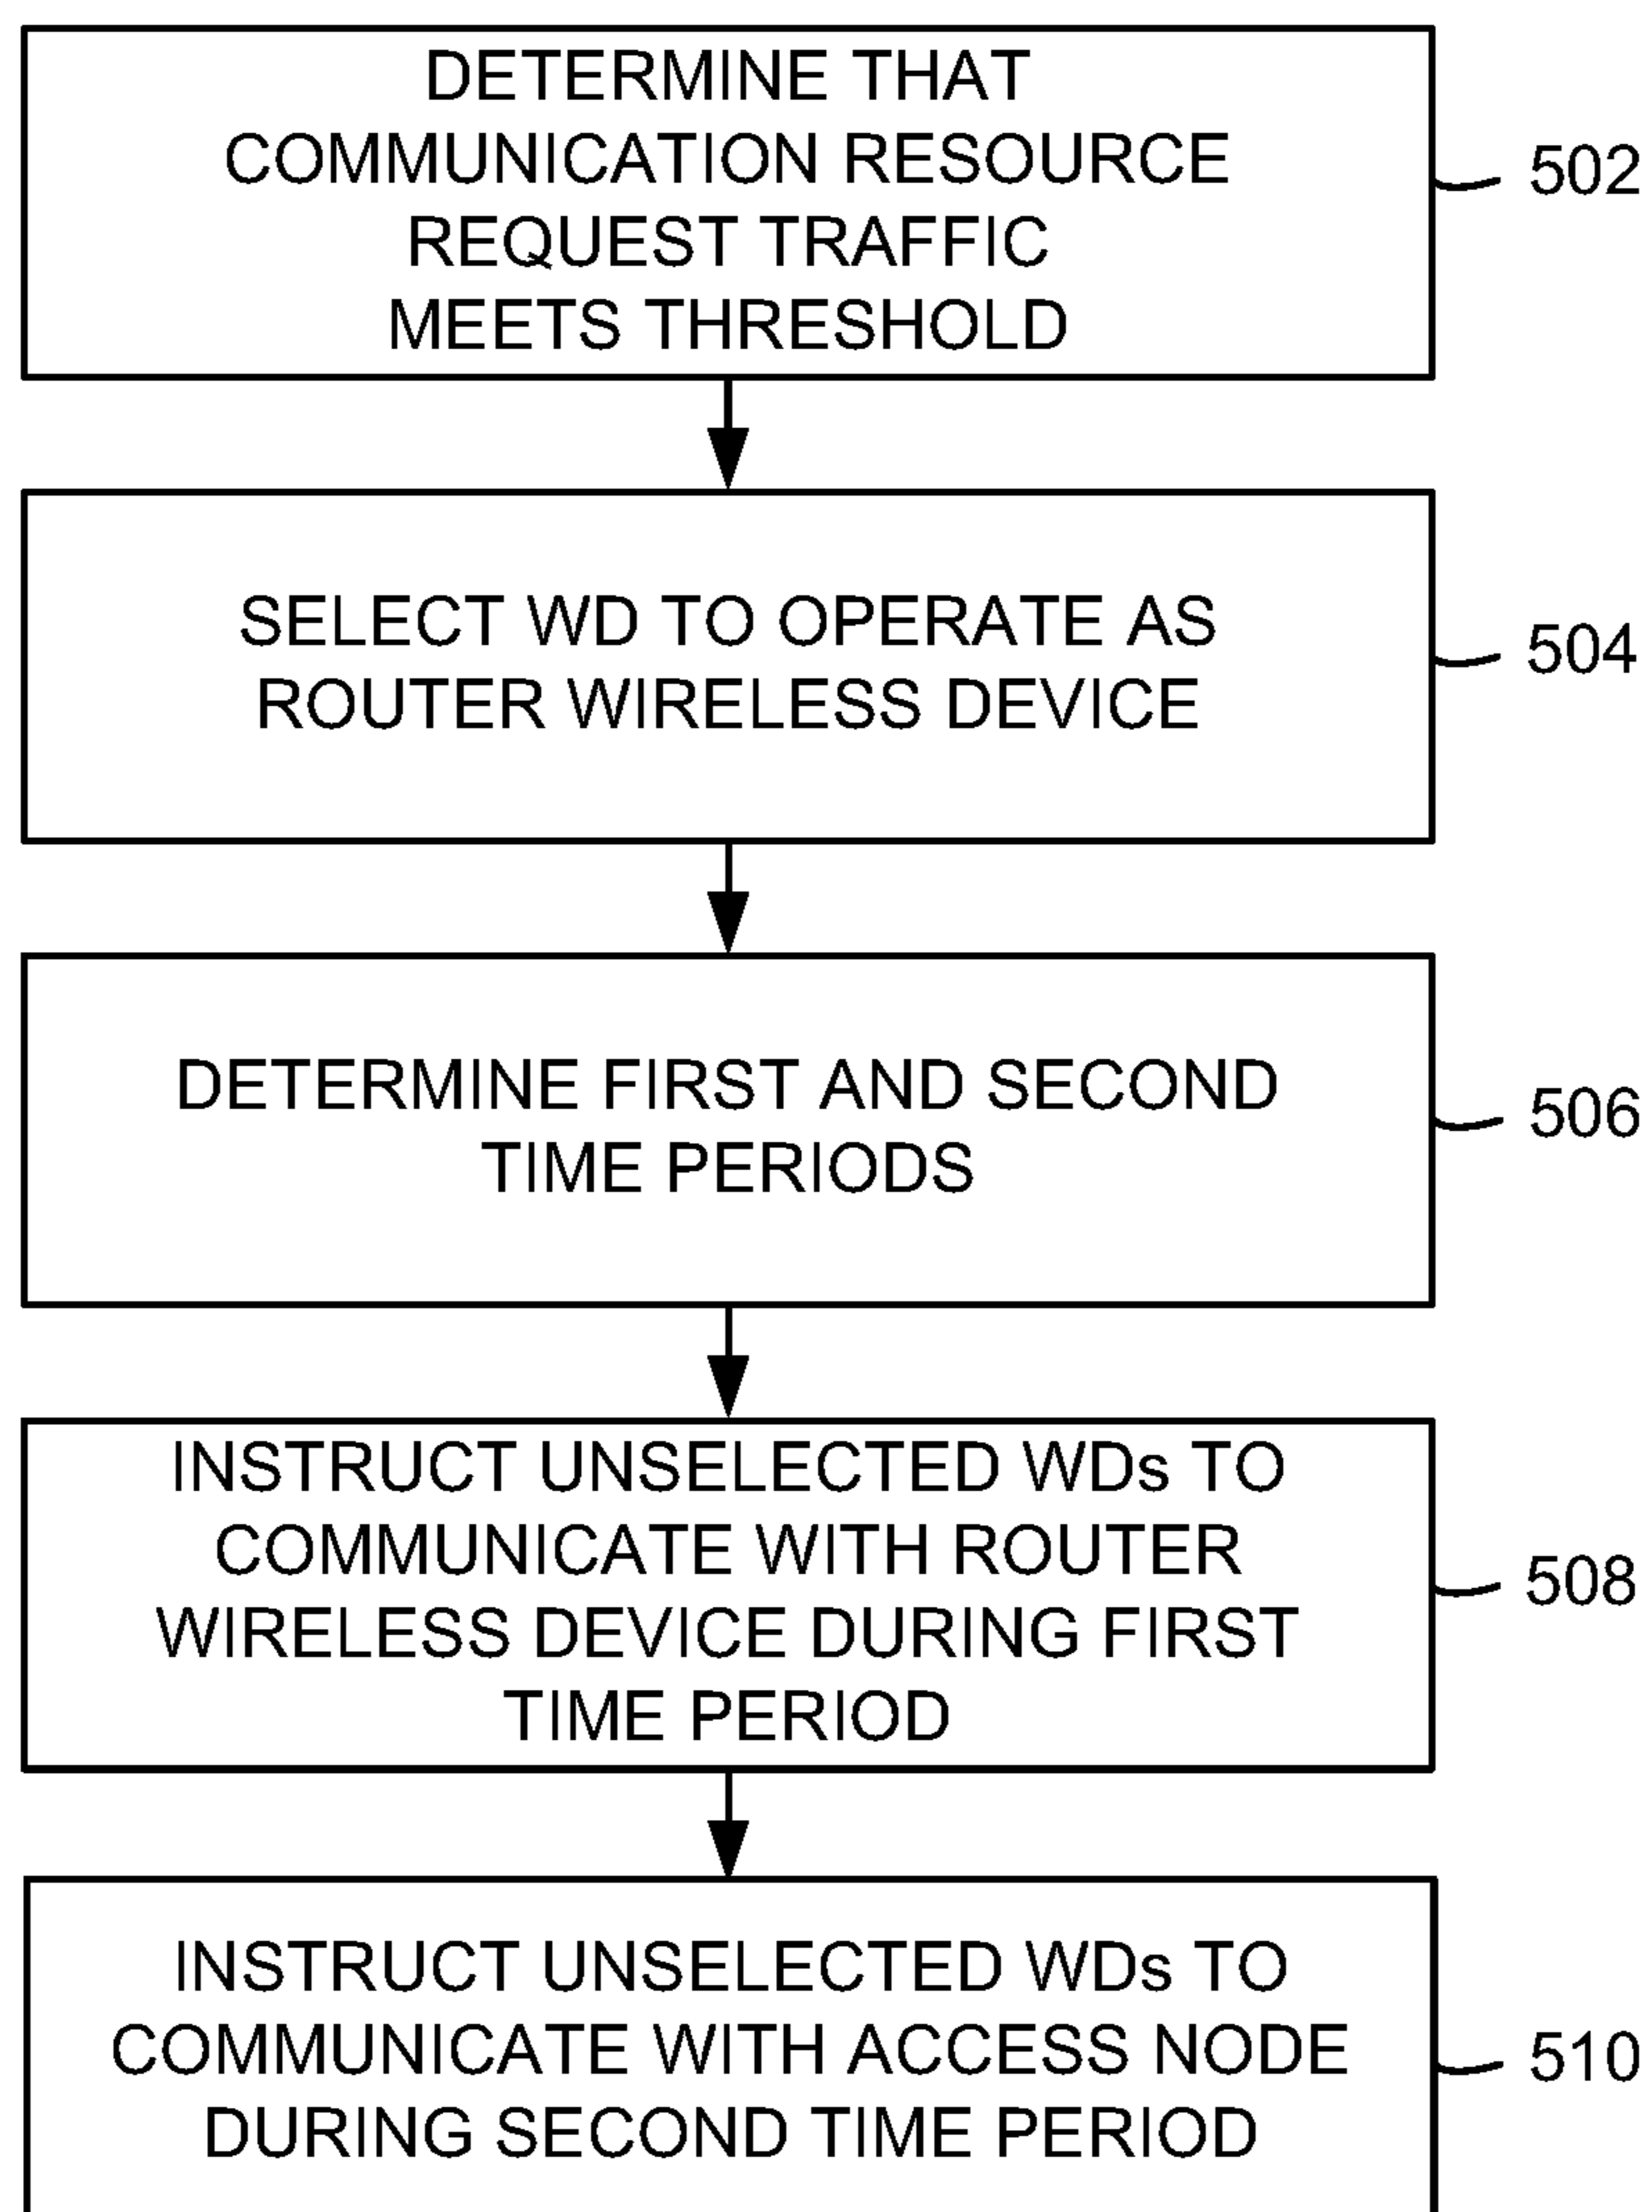 DETERMINE THAT
COMMUNICATION RESOURCE
REQUEST TRAFFIC
MEETS THRESHOLD
502
SELECT WD TO OPERATE AS
ROUTER WIRELESS DEVICE
504
DETERMINE FIRST AND SECOND
TIME PERIODS
506
INSTRUCT UNSELECTED WDs TO
COMMUNICATE WITH ROUTER
WIRELESS DEVICE DURING FIRST
TIME PERIOD
508
INSTRUCT UNSELECTED WDs TO
COMMUNICATE WITH ACCESS NODE
DURING SECOND TIME PERIOD
510